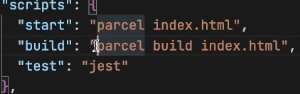 "scripts": {
"start": "parcel index.html",
"build": "parcel build index.html",
"test": "jest"
},